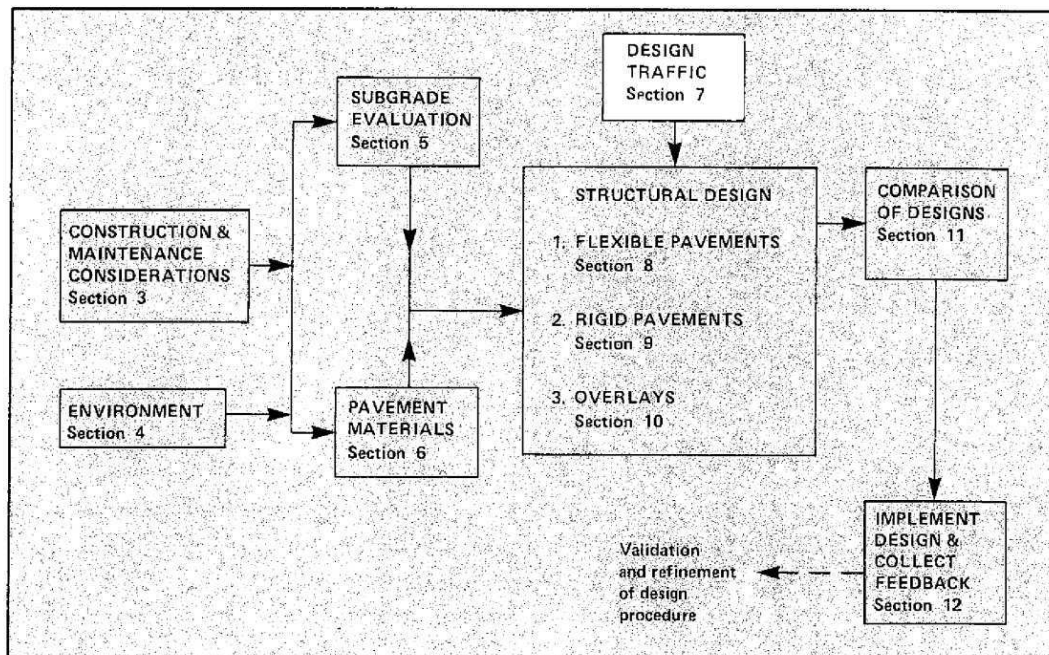 DESIGN
TRAFFIC
Section 7
SUBGRADE
EVALUATION
Section 5
CONSTRUCTION &
MAINTENANCE
CONSIDERATIONS
Section 3
ENVIRONMENT
Section 4
PAVEMENT
MATERIALS
Section 6
STRUCTURAL DESIGN
1. FLEXIBLE PAVEMENTS
Section 8
2. RIGID PAVEMENTS
Section 9
3. OVERLAYS
Section 10
COMPARISON
OF DESIGNS
Section 11
IMPLEMENT
DESIGN &
COLLECT
FEEDBACK
Section 12
Validation
and refinement
of design
procedure